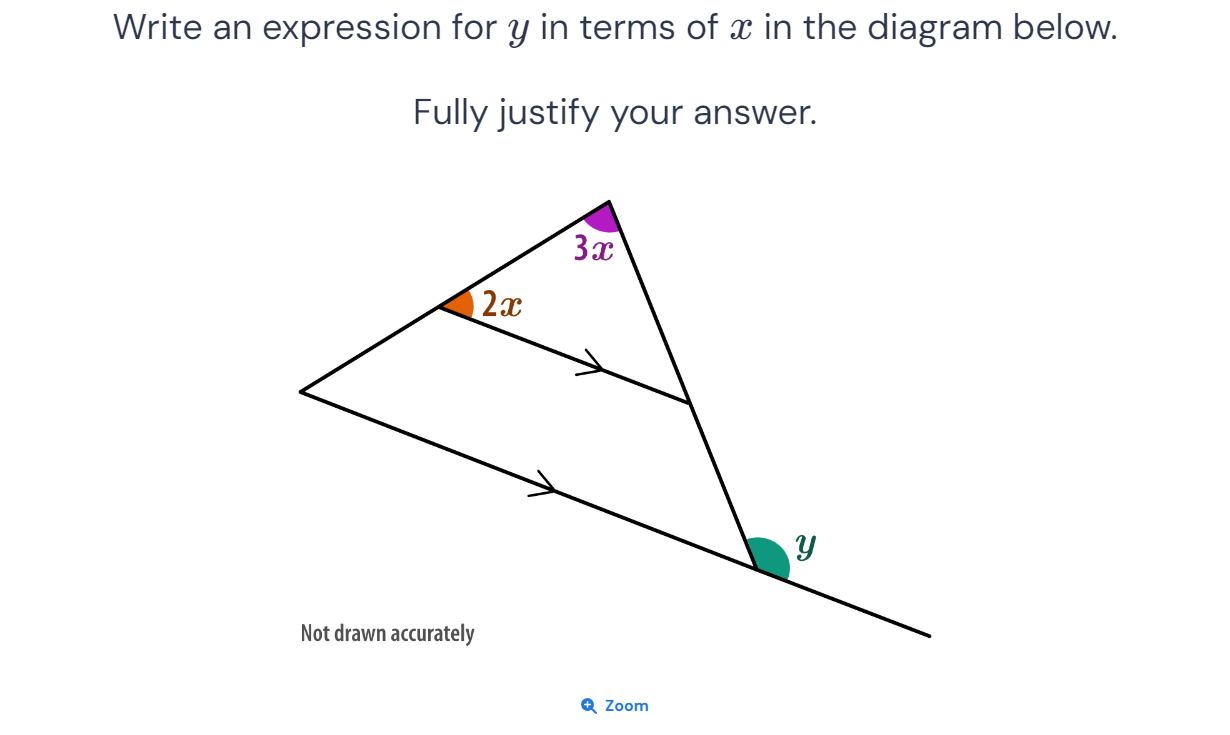 Write an expression for y in terms of x in the diagram below.
Fully justify your answer.
3x
2x
y
Not drawn accurately
Zoom